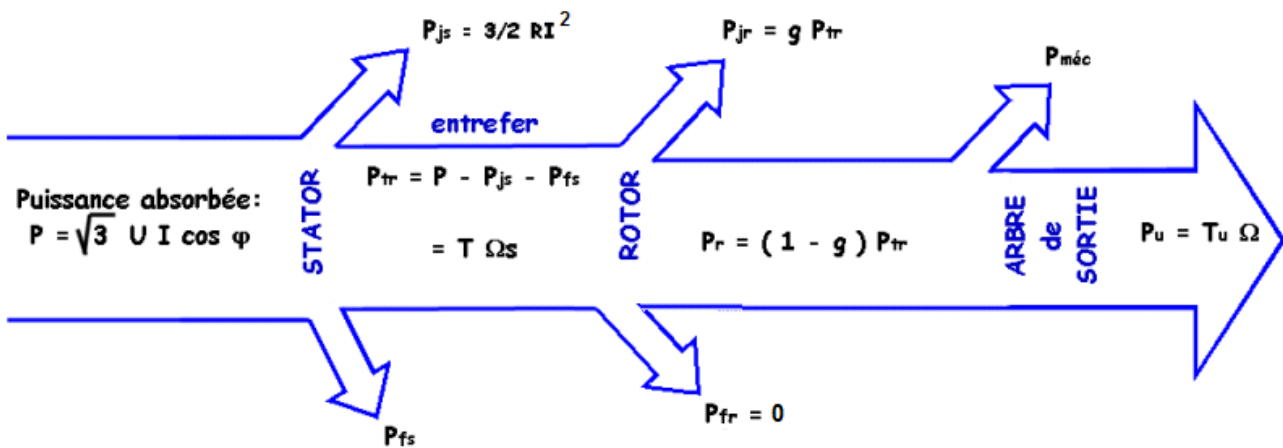 Pjs = 3/2 RI²
Pjr = g Ptr
Pméc
entrefer
Puissance absorbée:
P = √3 U I cos φ
STATOR
Ptr = P - Pjs - Pfs
= T Ωs
ROTOR
Pr = ( 1 - g ) Ptr
ARBRE
de
SORTIE
Pu = Tu Ω
Pfs
Pfr = 0